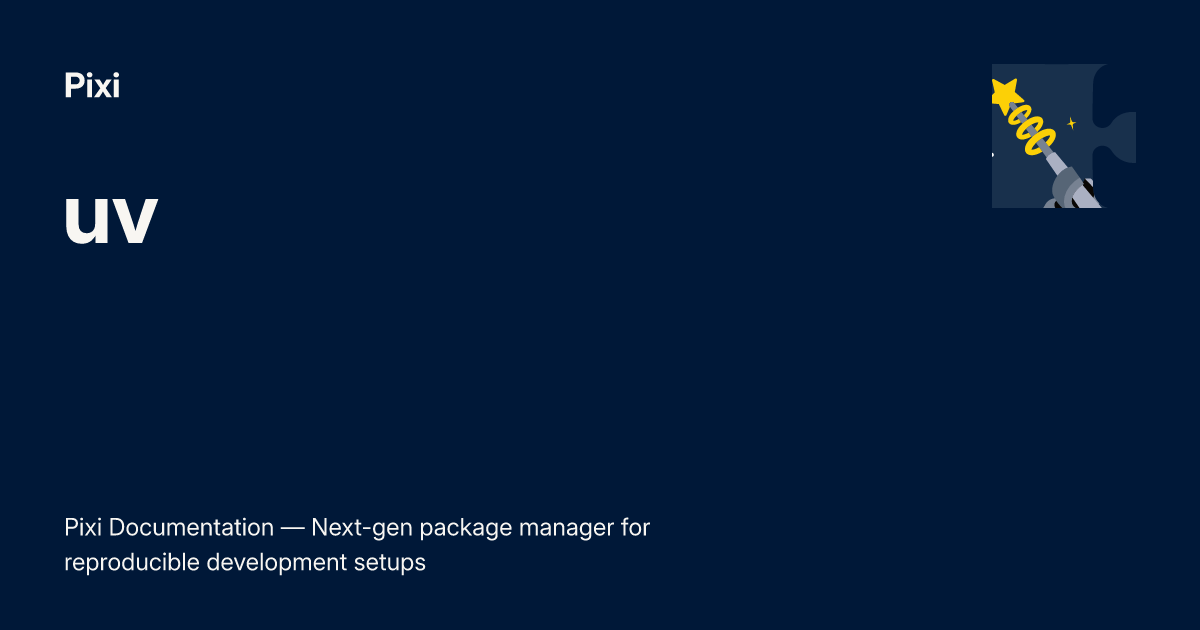 Pixi
uv
Pixi Documentation — Next-gen package manager for
reproducible development setups